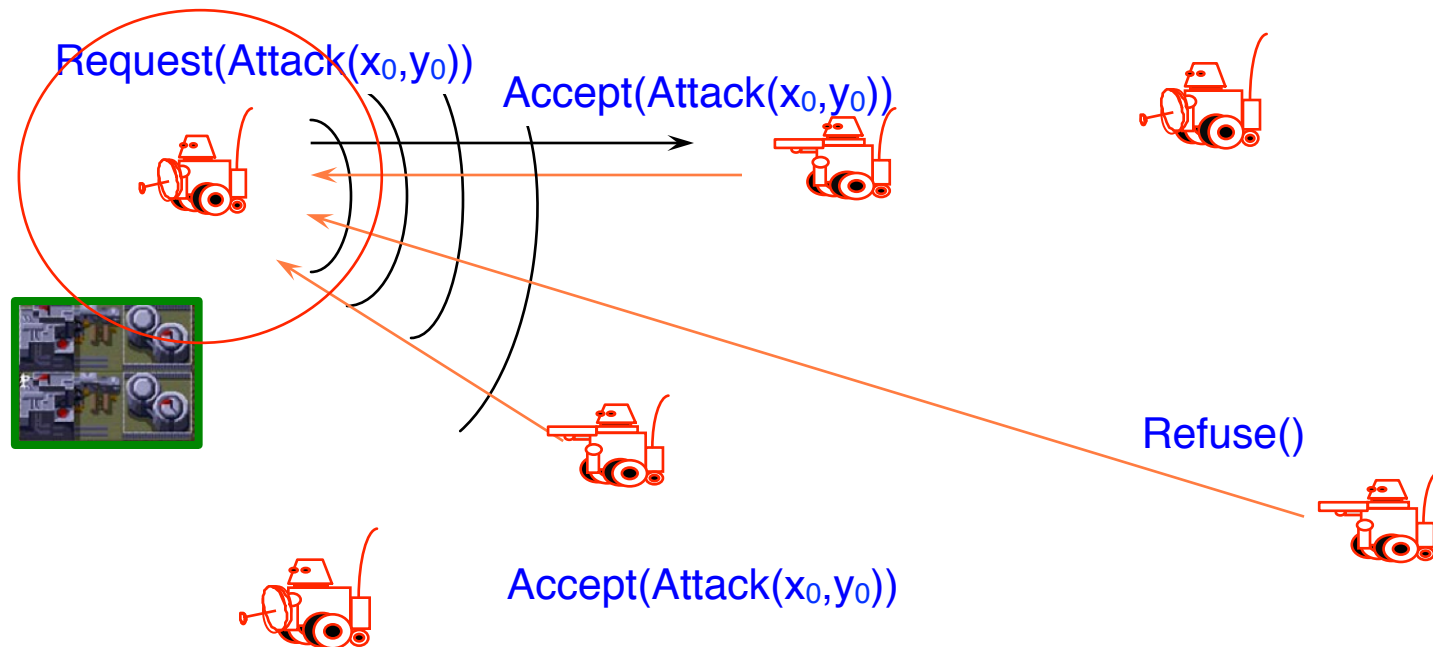 Request(Attack(x₀,y₀))
Accept(Attack(x₀,y₀))
Refuse()
Accept(Attack(x₀,y₀))